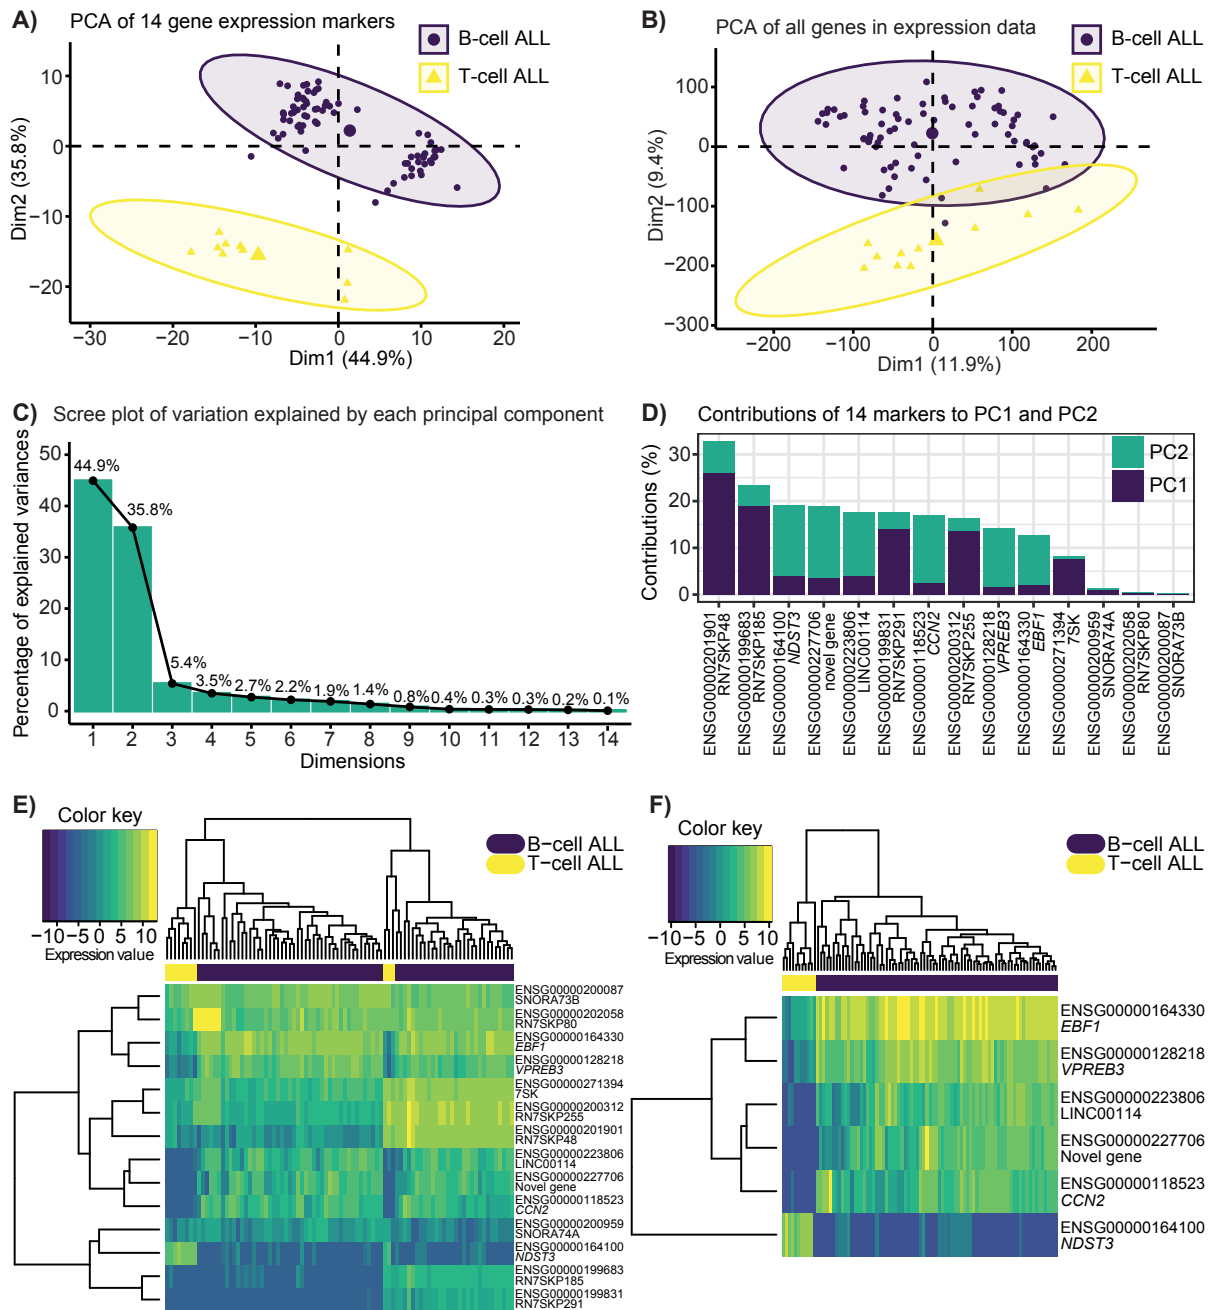 A) PCA of 14 gene expression markers
B-cell ALL
T-cell ALL
Dim2 (35.8%)
10
0
−10
−20
−30
−20
−10
0
10
20
Dim1 (44.9%)
B) PCA of all genes in expression data
B-cell ALL
T-cell ALL
Dim2 (9.4%)
100
0
−100
−200
−300
−200
−100
0
100
200
Dim1 (11.9%)
C) Scree plot of variation explained by each principal component
Percentage of explained variances
50
40
30
20
10
0
44.9%
35.8%
5.4%
3.5%
2.7%
2.2%
1.9%
1.4%
0.8%
0.4%
0.3%
0.3%
0.2%
0.1%
1 2 3 4 5 6 7 8 9 10 11 12 13 14
Dimensions
D) Contributions of 14 markers to PC1 and PC2
Contributions (%)
30
20
10
0
PC2
PC1
ENSG00000201901
RN7SKP48
ENSG00000199683
RN7SKP185
ENSG00000164100
NDST3
ENSG00000227706
novel gene
ENSG00000223806
LINC00114
ENSG00000199831
RN7SKP291
ENSG00000118523
CCN2
ENSG00000200312
RN7SKP255
ENSG00000128218
VPREB3
ENSG00000164330
EBF1
ENSG00000271394
7SK
ENSG00000200959
SNORA74A
ENSG00000202058
RN7SKP80
ENSG00000200087
SNORA73B
E)
Color key
−10 −5 0 5 10
Expression value
B−cell ALL
T−cell ALL
ENSG00000200087
SNORA73B
ENSG00000202058
RN7SKP80
ENSG00000164330
EBF1
ENSG00000128218
VPREB3
ENSG00000271394
7SK
ENSG00000200312
RN7SKP255
ENSG00000201901
RN7SKP48
ENSG00000223806
LINC00114
ENSG00000227706
Novel gene
ENSG00000118523
CCN2
ENSG00000200959
SNORA74A
ENSG00000164100
NDST3
ENSG00000199683
RN7SKP185
ENSG00000199831
RN7SKP291
F)
Color key
−10 −5 0 5 10
Expression value
B−cell ALL
T−cell ALL
ENSG00000164330
EBF1
ENSG00000128218
VPREB3
ENSG00000223806
LINC00114
ENSG00000227706
Novel gene
ENSG00000118523
CCN2
ENSG00000164100
NDST3